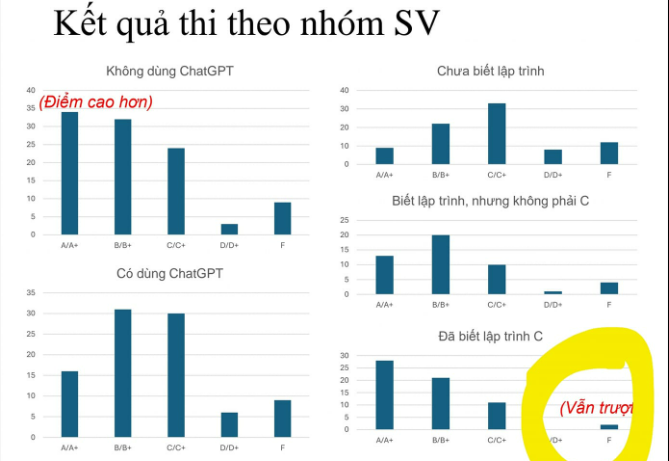 Kết quả thi theo nhóm SV
Không dùng ChatGPT
(Điểm cao hơn)
40
35
30
25
20
15
10
5
0
A/A+ B/B+ C/C+ D/D+ F
Có dùng ChatGPT
35
30
25
20
15
10
5
0
A/A+ B/B+ C/C+ D/D+ F
Chưa biết lập trình
40
30
20
10
0
A/A+ B/B+ C/C+ D/D+ F
Biết lập trình, nhưng không phải C
25
20
15
10
5
0
A/A+ B/B+ C/C+ D/D+ F
Đã biết lập trình C
30
25
20
15
10
5
0
(Vẫn trượt
A/A+ B/B+ C/C+ /D+ F